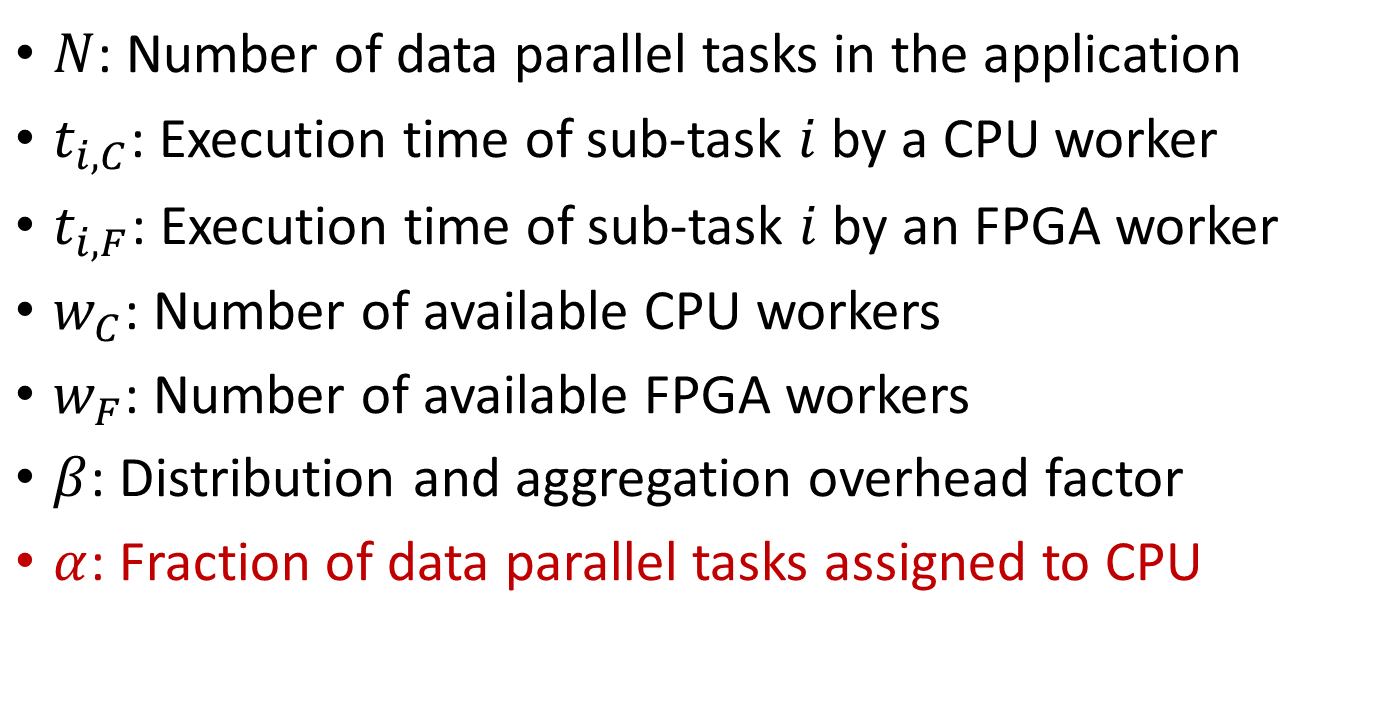 • N: Number of data parallel tasks in the application
• t_{i,C}: Execution time of sub-task i by a CPU worker
• t_{i,F}: Execution time of sub-task i by an FPGA worker
• w_C: Number of available CPU workers
• w_F: Number of available FPGA workers
• β: Distribution and aggregation overhead factor
• α: Fraction of data parallel tasks assigned to CPU